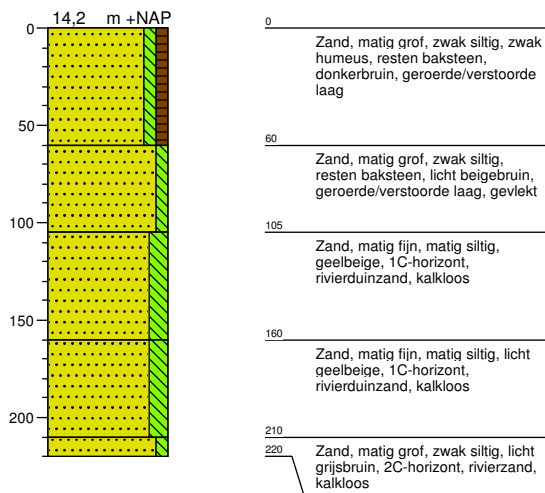 14,2 m +NAP
0
50
100
150
200
0
Zand, matig grof, zwak siltig, zwak
humeus, resten baksteen,
donkerbruin, geroerde/verstoorde
laag
60
Zand, matig grof, zwak siltig,
resten baksteen, licht beigebruin,
geroerde/verstoorde laag, gevlekt
105
Zand, matig fijn, matig siltig,
geelbeige, 1C-horizont,
rivierduinzand, kalkloos
160
Zand, matig fijn, matig siltig, licht
geelbeige, 1C-horizont,
rivierduinzand, kalkloos
210
220
Zand, matig grof, zwak siltig, licht
grijsbruin, 2C-horizont, rivierzand,
kalkloos